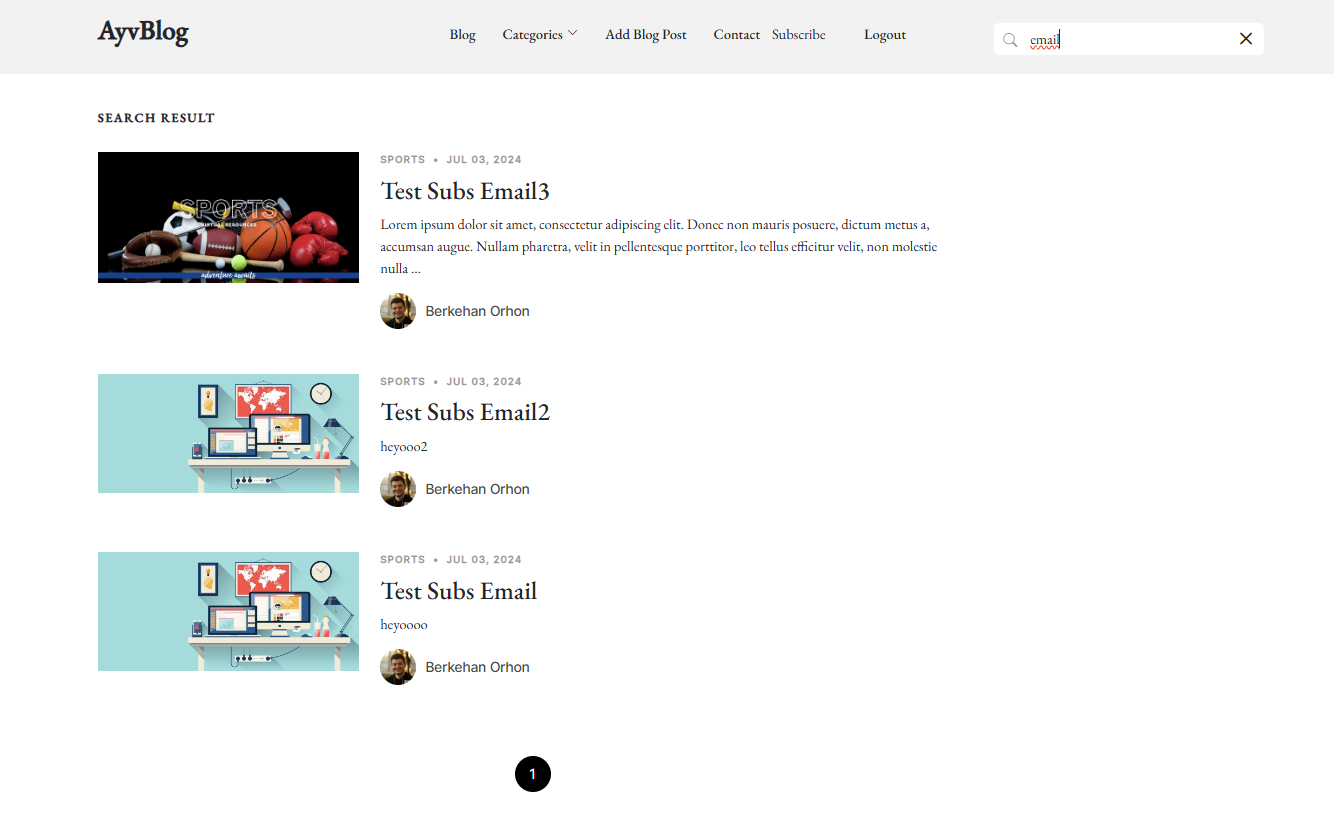 AyvBlog
Blog Categories Add Blog Post Contact Subscribe Logout
email
SEARCH RESULT
SPORTS
VIRTUAL RESOURCES
adventure awaits
SPORTS • JUL 03, 2024
Test Subs Email3
Lorem ipsum dolor sit amet, consectetur adipiscing elit. Donec non mauris posuere, dictum metus a,
accumsan augue. Nullam pharetra, velit in pellentesque porttitor, leo tellus efficitur velit, non molestie
nulla ...
Berkehan Orhon
SPORTS • JUL 03, 2024
Test Subs Email2
heyooo2
Berkehan Orhon
SPORTS • JUL 03, 2024
Test Subs Email
heyoooo
Berkehan Orhon
1